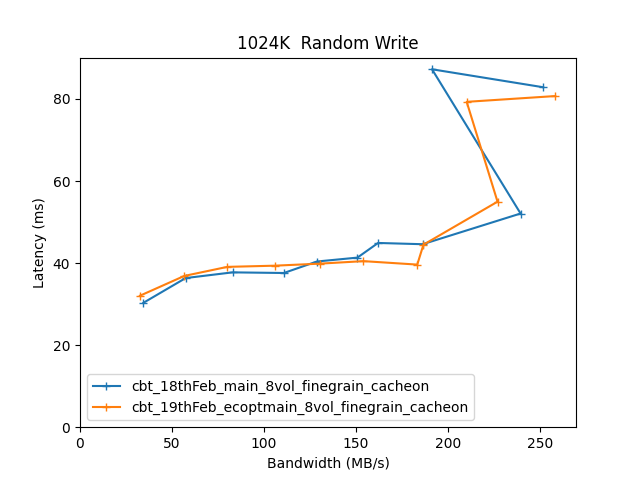 1024K  Random Write
Latency (ms)
80
60
40
20
0
0 50 100 150 200 250
Bandwidth (MB/s)
cbt_18thFeb_main_8vol_finegrain_cacheon
cbt_19thFeb_ecoptmain_8vol_finegrain_cacheon